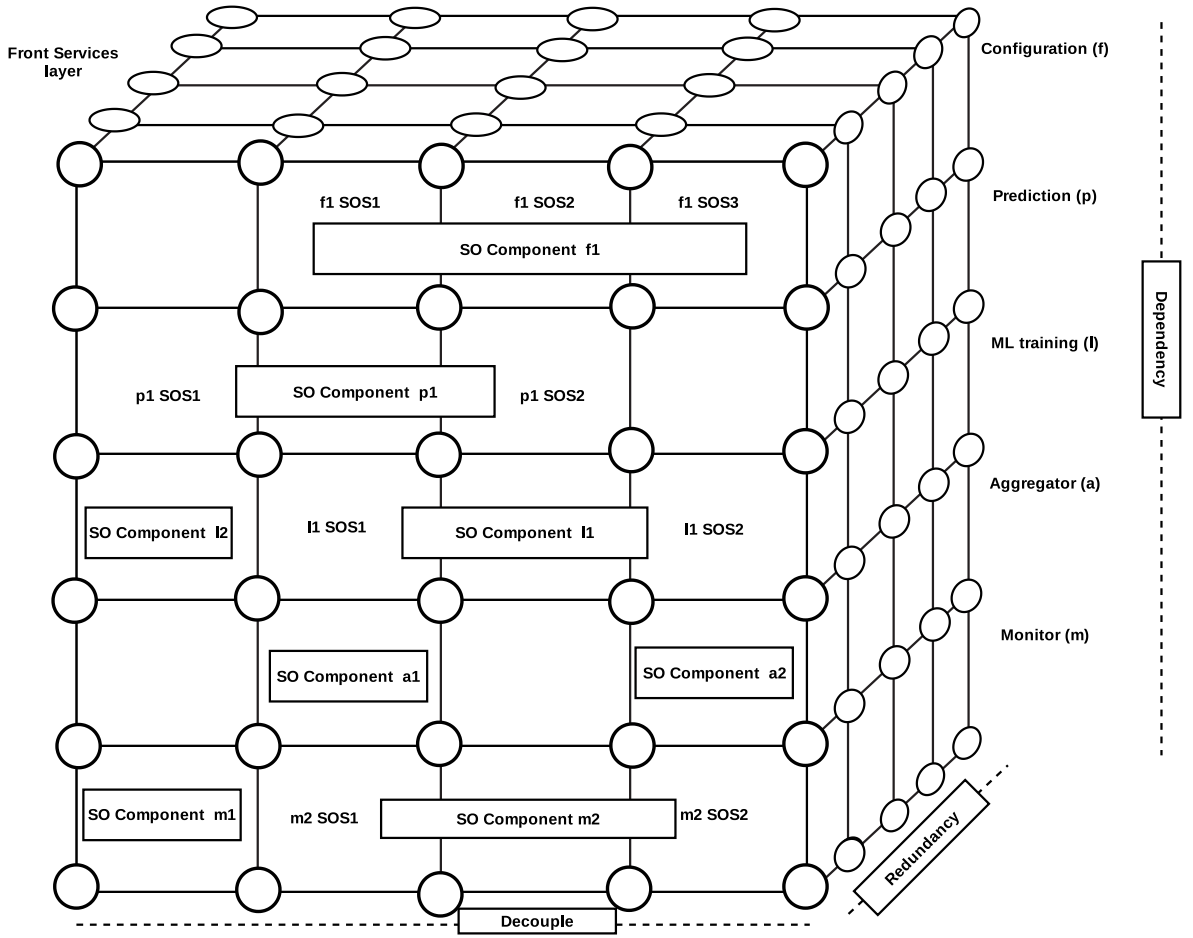 Front Services
layer
Configuration (f)
f1 SOS1
f1 SOS2
f1 SOS3
SO Component f1
Prediction (p)
p1 SOS1
SO Component p1
p1 SOS2
ML training (l)
Dependency
SO Component l2
l1 SOS1
SO Component l1
l1 SOS2
Aggregator (a)
SO Component a1
SO Component a2
Monitor (m)
SO Component m1
m2 SOS1
SO Component m2
m2 SOS2
Redundancy
Decouple